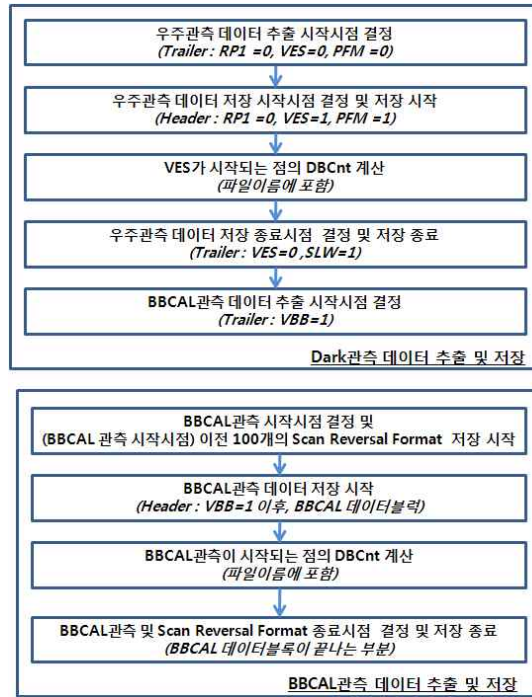 우주관측 데이터 추출 시작시점 결정
(Trailer : RP1 =0, VES=0, PFM =0)
우주관측 데이터 저장 시작시점 결정 및 저장 시작
(Header : RP1 =0, VES=1, PFM =1)
VES가 시작되는 점의 DBCnt 계산
(파일이름에 포함)
우주관측 데이터 저장 종료시점 결정 및 저장 종료
(Trailer : VES=0 ,SLW=1)
BBCAL관측 데이터 추출 시작시점 결정
(Trailer : VBB=1)
Dark관측 데이터 추출 및 저장
BBCAL관측 시작시점 결정 및
(BBCAL 관측 시작시점) 이전 100개의 Scan Reversal Format 저장 시작
BBCAL관측 데이터 저장 시작
(Header : VBB=1 이후, BBCAL 데이터블럭)
BBCAL관측이 시작되는 점의 DBCnt 계산
(파일이름에 포함)
BBCAL관측 및 Scan Reversal Format 종료시점 결정 및 저장 종료
(BBCAL 데이터블록이 끝나는 부분)
BBCAL관측 데이터 추출 및 저장